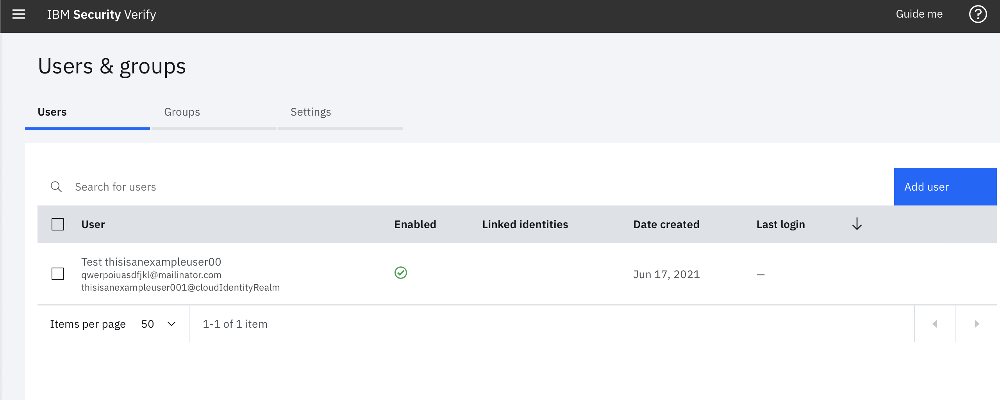 IBM Security Verify
Guide me
Users & groups
Users
Groups
Settings
Search for users
Add user
User
Enabled
Linked identities
Date created
Last login
Test thisisanexampleuser00
qwerpoiuasdfjkl@mailinator.com
thisisanexampleuser001@cloudIdentityRealm
Jun 17, 2021
—
Items per page 50
1-1 of 1 item